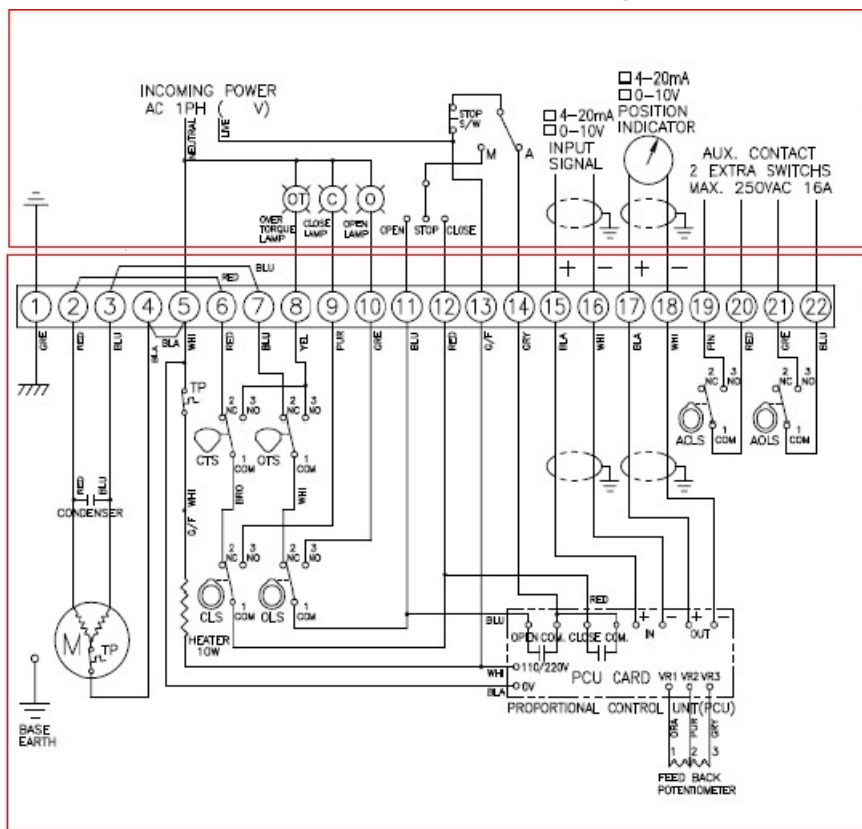 INCOMING POWER
AC 1PH ( V)
NEUTRAL
LIVE
STOP
S/W
M
A
4-20mA
0-10V
INPUT
SIGNAL
4-20mA
0-10V
POSITION
INDICATOR
AUX. CONTACT
2 EXTRA SWITCHS
MAX. 250VAC 16A
OT
C
O
OVER
TORQUE
LAMP
CLOSE
LAMP
OPEN
LAMP
OPEN
STOP
CLOSE
BLU
RED
+ - + -
1 2 3 4 5 6 7 8 9 10 11 12 13 14 15 16 17 18 19 20 21 22
GRE
RED
BLU
BLA
BLA
WHI
RED
BLU
YEL
PUR
GRE
BLU
RED
G/F
GRY
BLA
WHI
BLA
WHI
PIN
RED
GRE
BLU
TP
2 NC
3 NO
CTS
1 COM
2 NC
3 NO
OTS
1 COM
2 NC
3 NO
ACLS
1 COM
2 NC
3 NO
AOLS
1 COM
RED
BLU
CONDENSER
WHI
G/F
BRO
WHI
2 NC
3 NO
CLS
1 COM
2 NC
3 NO
OLS
1 COM
HEATER
10W
M
TP
BASE
EARTH
RED
BLU
OPEN COM. CLOSE COM.
+ IN - + OUT -
WHI
110/220V
BLA
0V
PCU CARD
VR1 VR2 VR3
PROPORTIONAL CONTROL UNIT(PCU)
ORA
PUR
GRY
1 2 3
FEED BACK
POTENTIOMETER